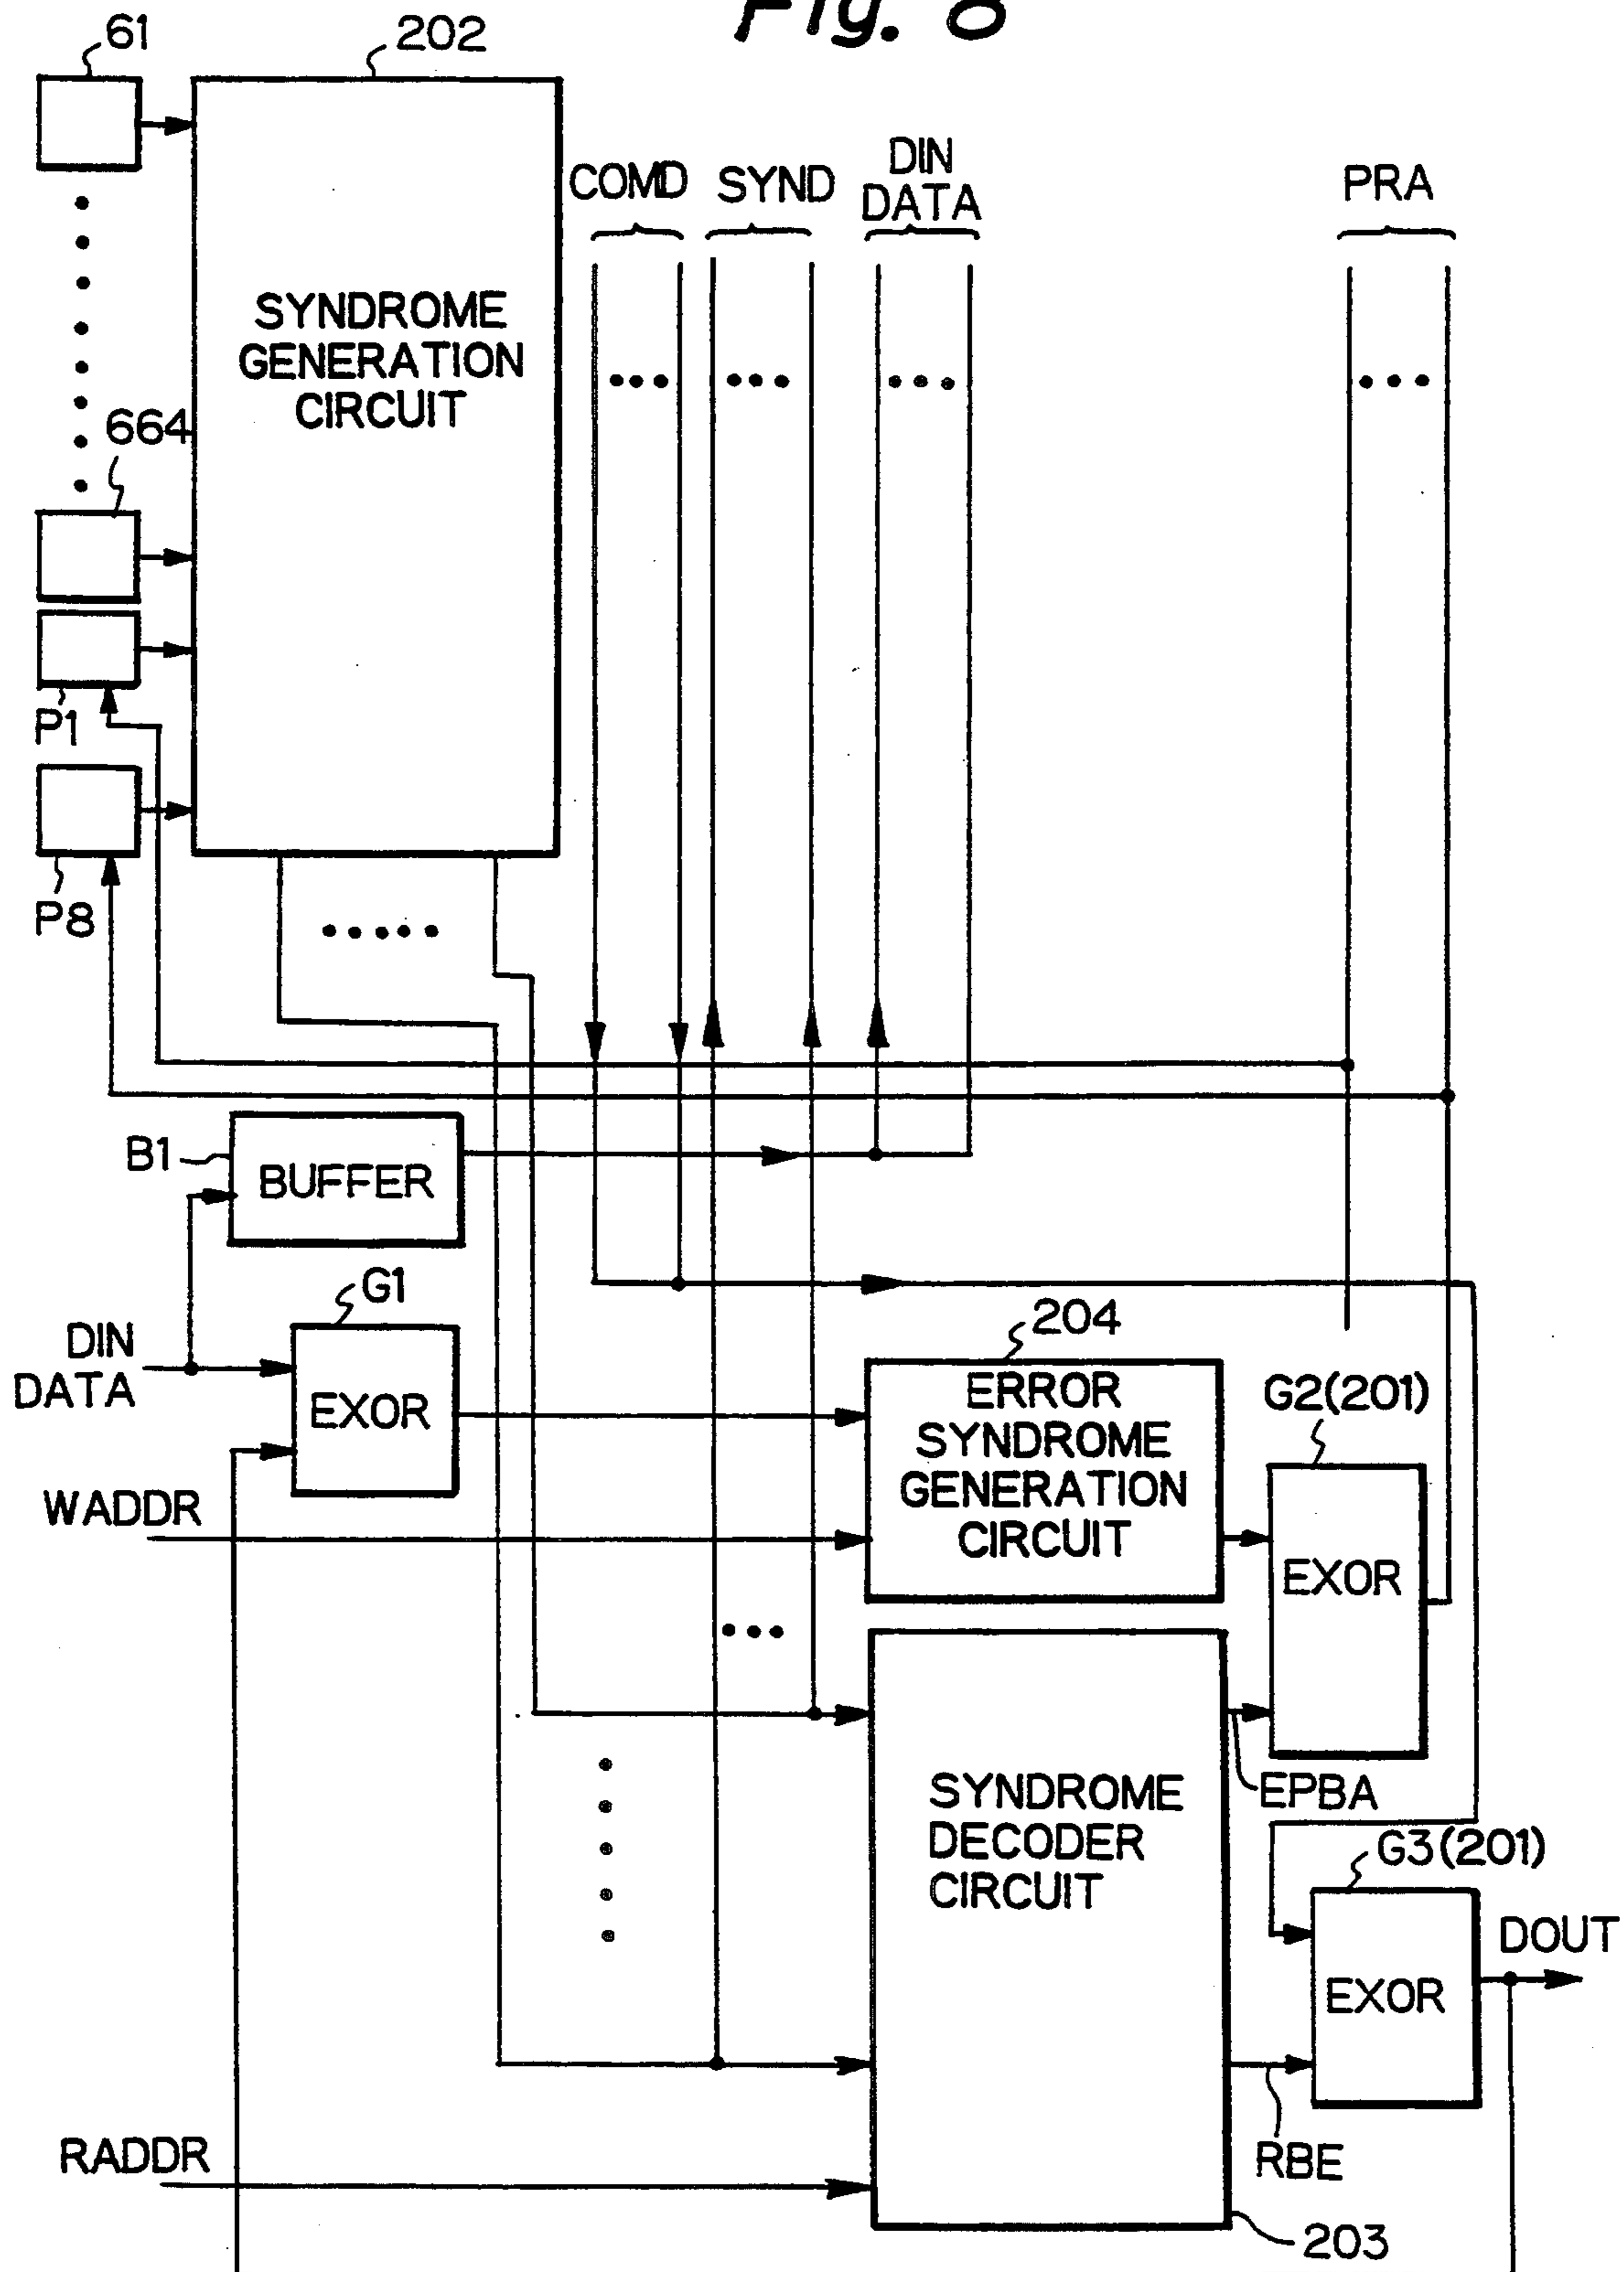 Fig. 8
61
202
COMD
SYND
DIN
DATA
PRA
SYNDROME
GENERATION
CIRCUIT
664
P1
P8
B1
BUFFER
G1
DIN
DATA
EXOR
204
ERROR
SYNDROME
GENERATION
CIRCUIT
G2(201)
WADDR
EXOR
EPBA
SYNDROME
DECODER
CIRCUIT
G3(201)
DOUT
EXOR
RADDR
RBE
203